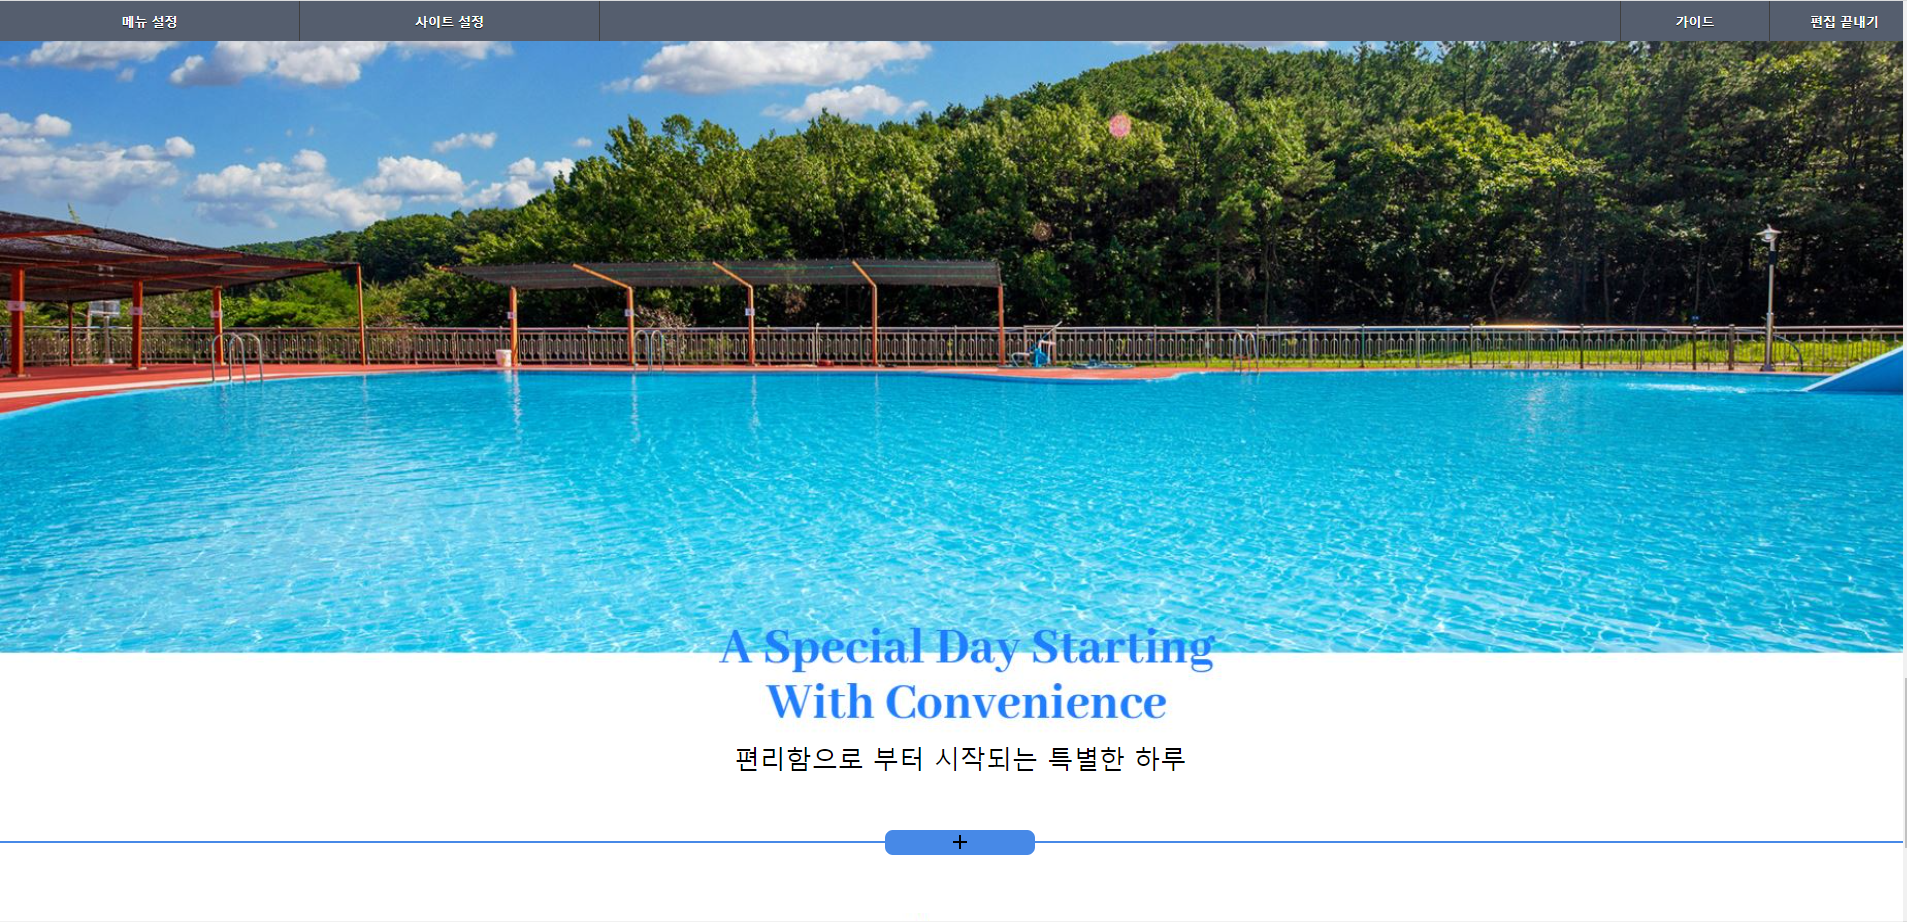 메뉴 설정
사이트 설정
가이드
편집 끝내기
A Special Day Starting
With Convenience
편리함으로 부터 시작되는 특별한 하루
+